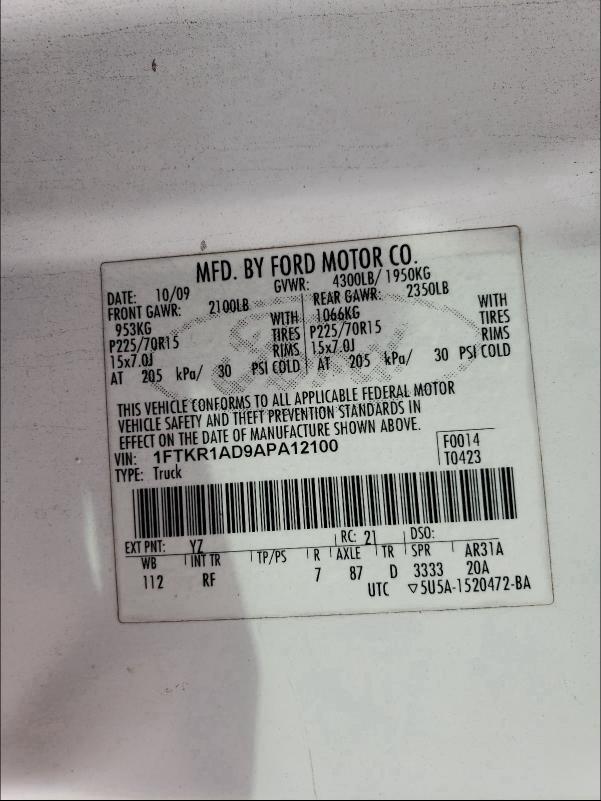 MFD. BY FORD MOTOR CO.
DATE: 10/09 GVWR: 4300LB/ 1950KG
FRONT GAWR: 2100LB REAR GAWR: 2350LB
953KG WITH 1066KG WITH
P225/70R15 TIRES P225/70R15 TIRES
15x7.0J RIMS 15x7.0J RIMS
AT 205 kPa/ 30 PSI COLD AT 205 kPa/ 30 PSI COLD
THIS VEHICLE CONFORMS TO ALL APPLICABLE FEDERAL MOTOR
VEHICLE SAFETY AND THEFT PREVENTION STANDARDS IN
EFFECT ON THE DATE OF MANUFACTURE SHOWN ABOVE.
VIN: 1FTKR1AD9APA12100 F0014
TYPE: Truck T0423
EXT PNT: YZ RC: 21 DSO:
WB INT TR TP/PS R AXLE TR SPR AR31A
112 RF 7 87 D 3333 20A
UTC ▽5U5A-1520472-BA